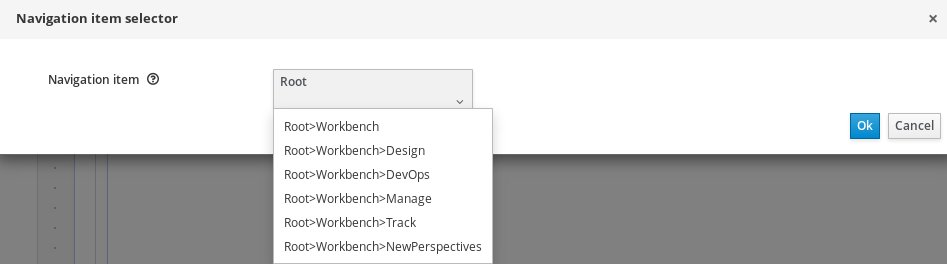 Navigation item selector ×
Navigation item ?
Root
Root>Workbench
Root>Workbench>Design
Root>Workbench>DevOps
Root>Workbench>Manage
Root>Workbench>Track
Root>Workbench>NewPerspectives
Ok Cancel